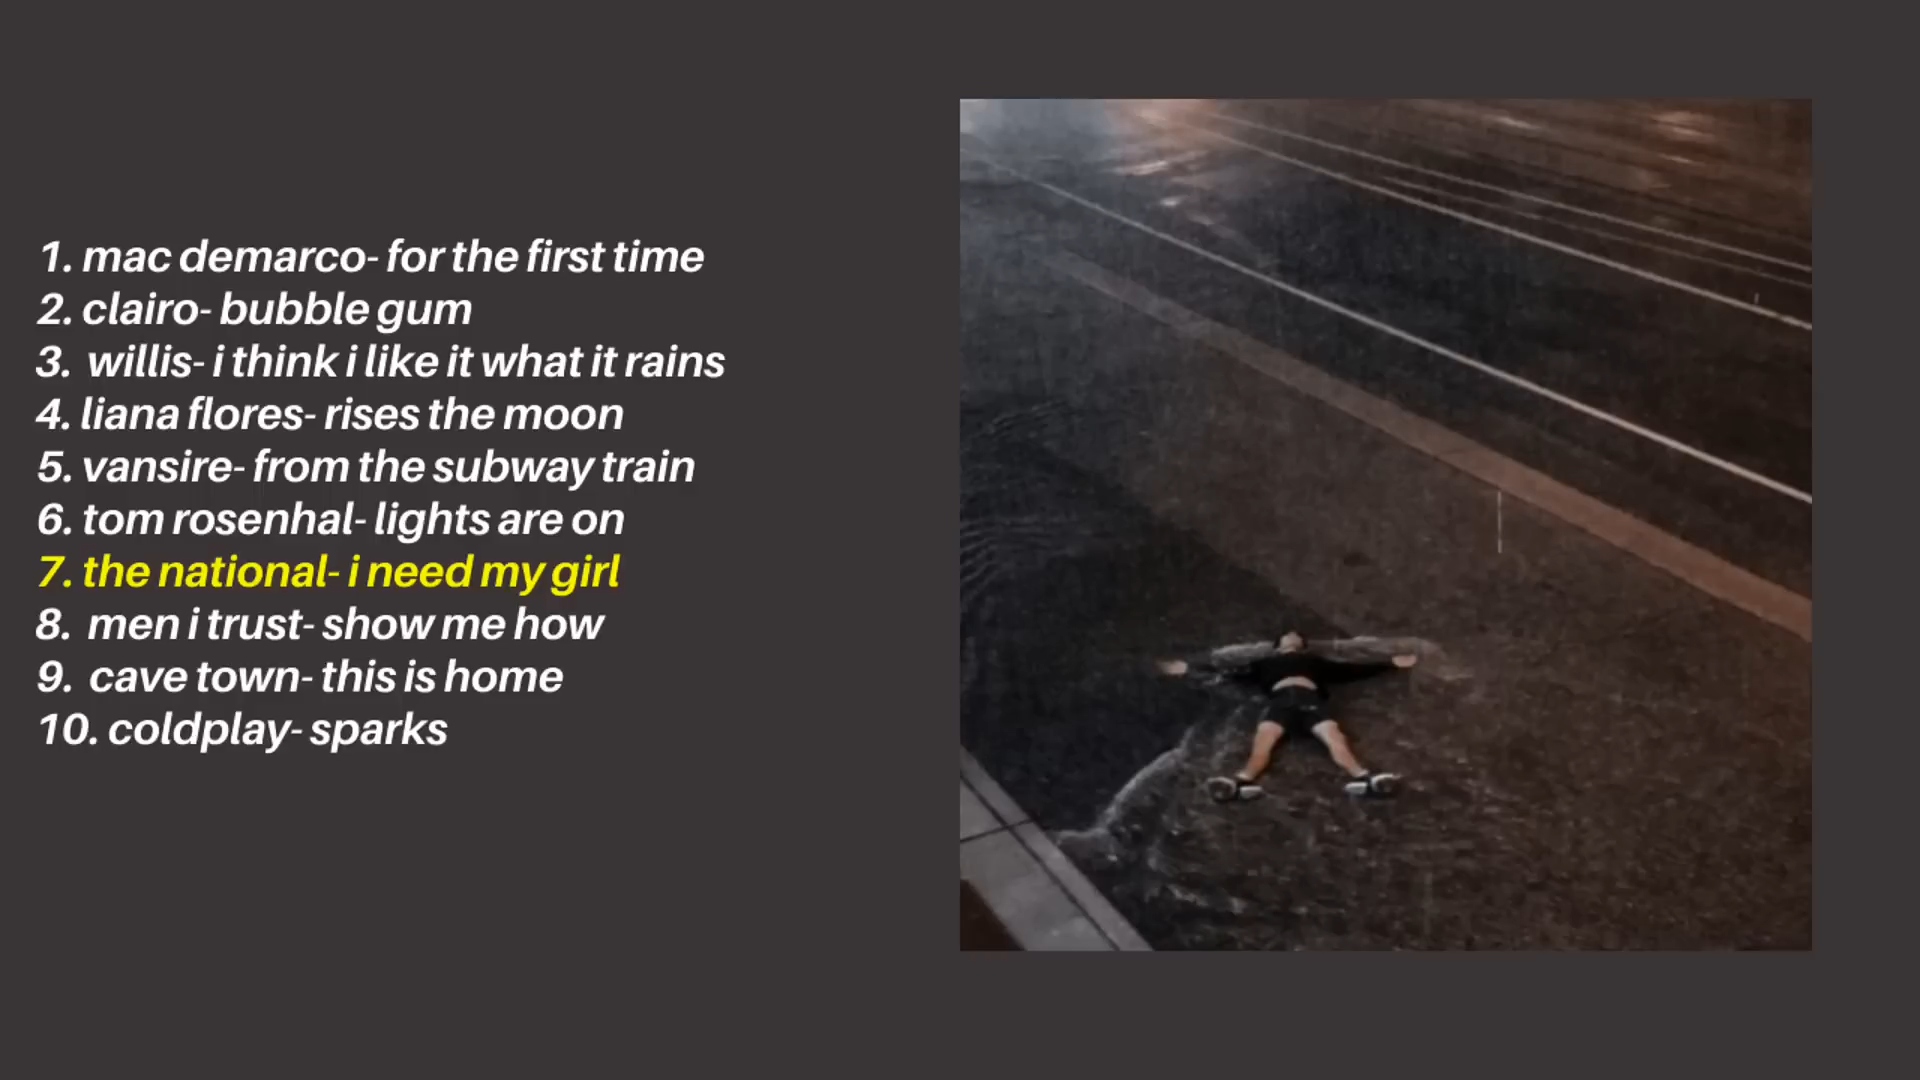 1. mac demarco- for the first time
2. clairo- bubble gum
3. willis- i think i like it what it rains
4. liana flores- rises the moon
5. vansire- from the subway train
6. tom rosenhal- lights are on
7. the national- i need my girl
8. men i trust- show me how
9. cave town- this is home
10. coldplay- sparks